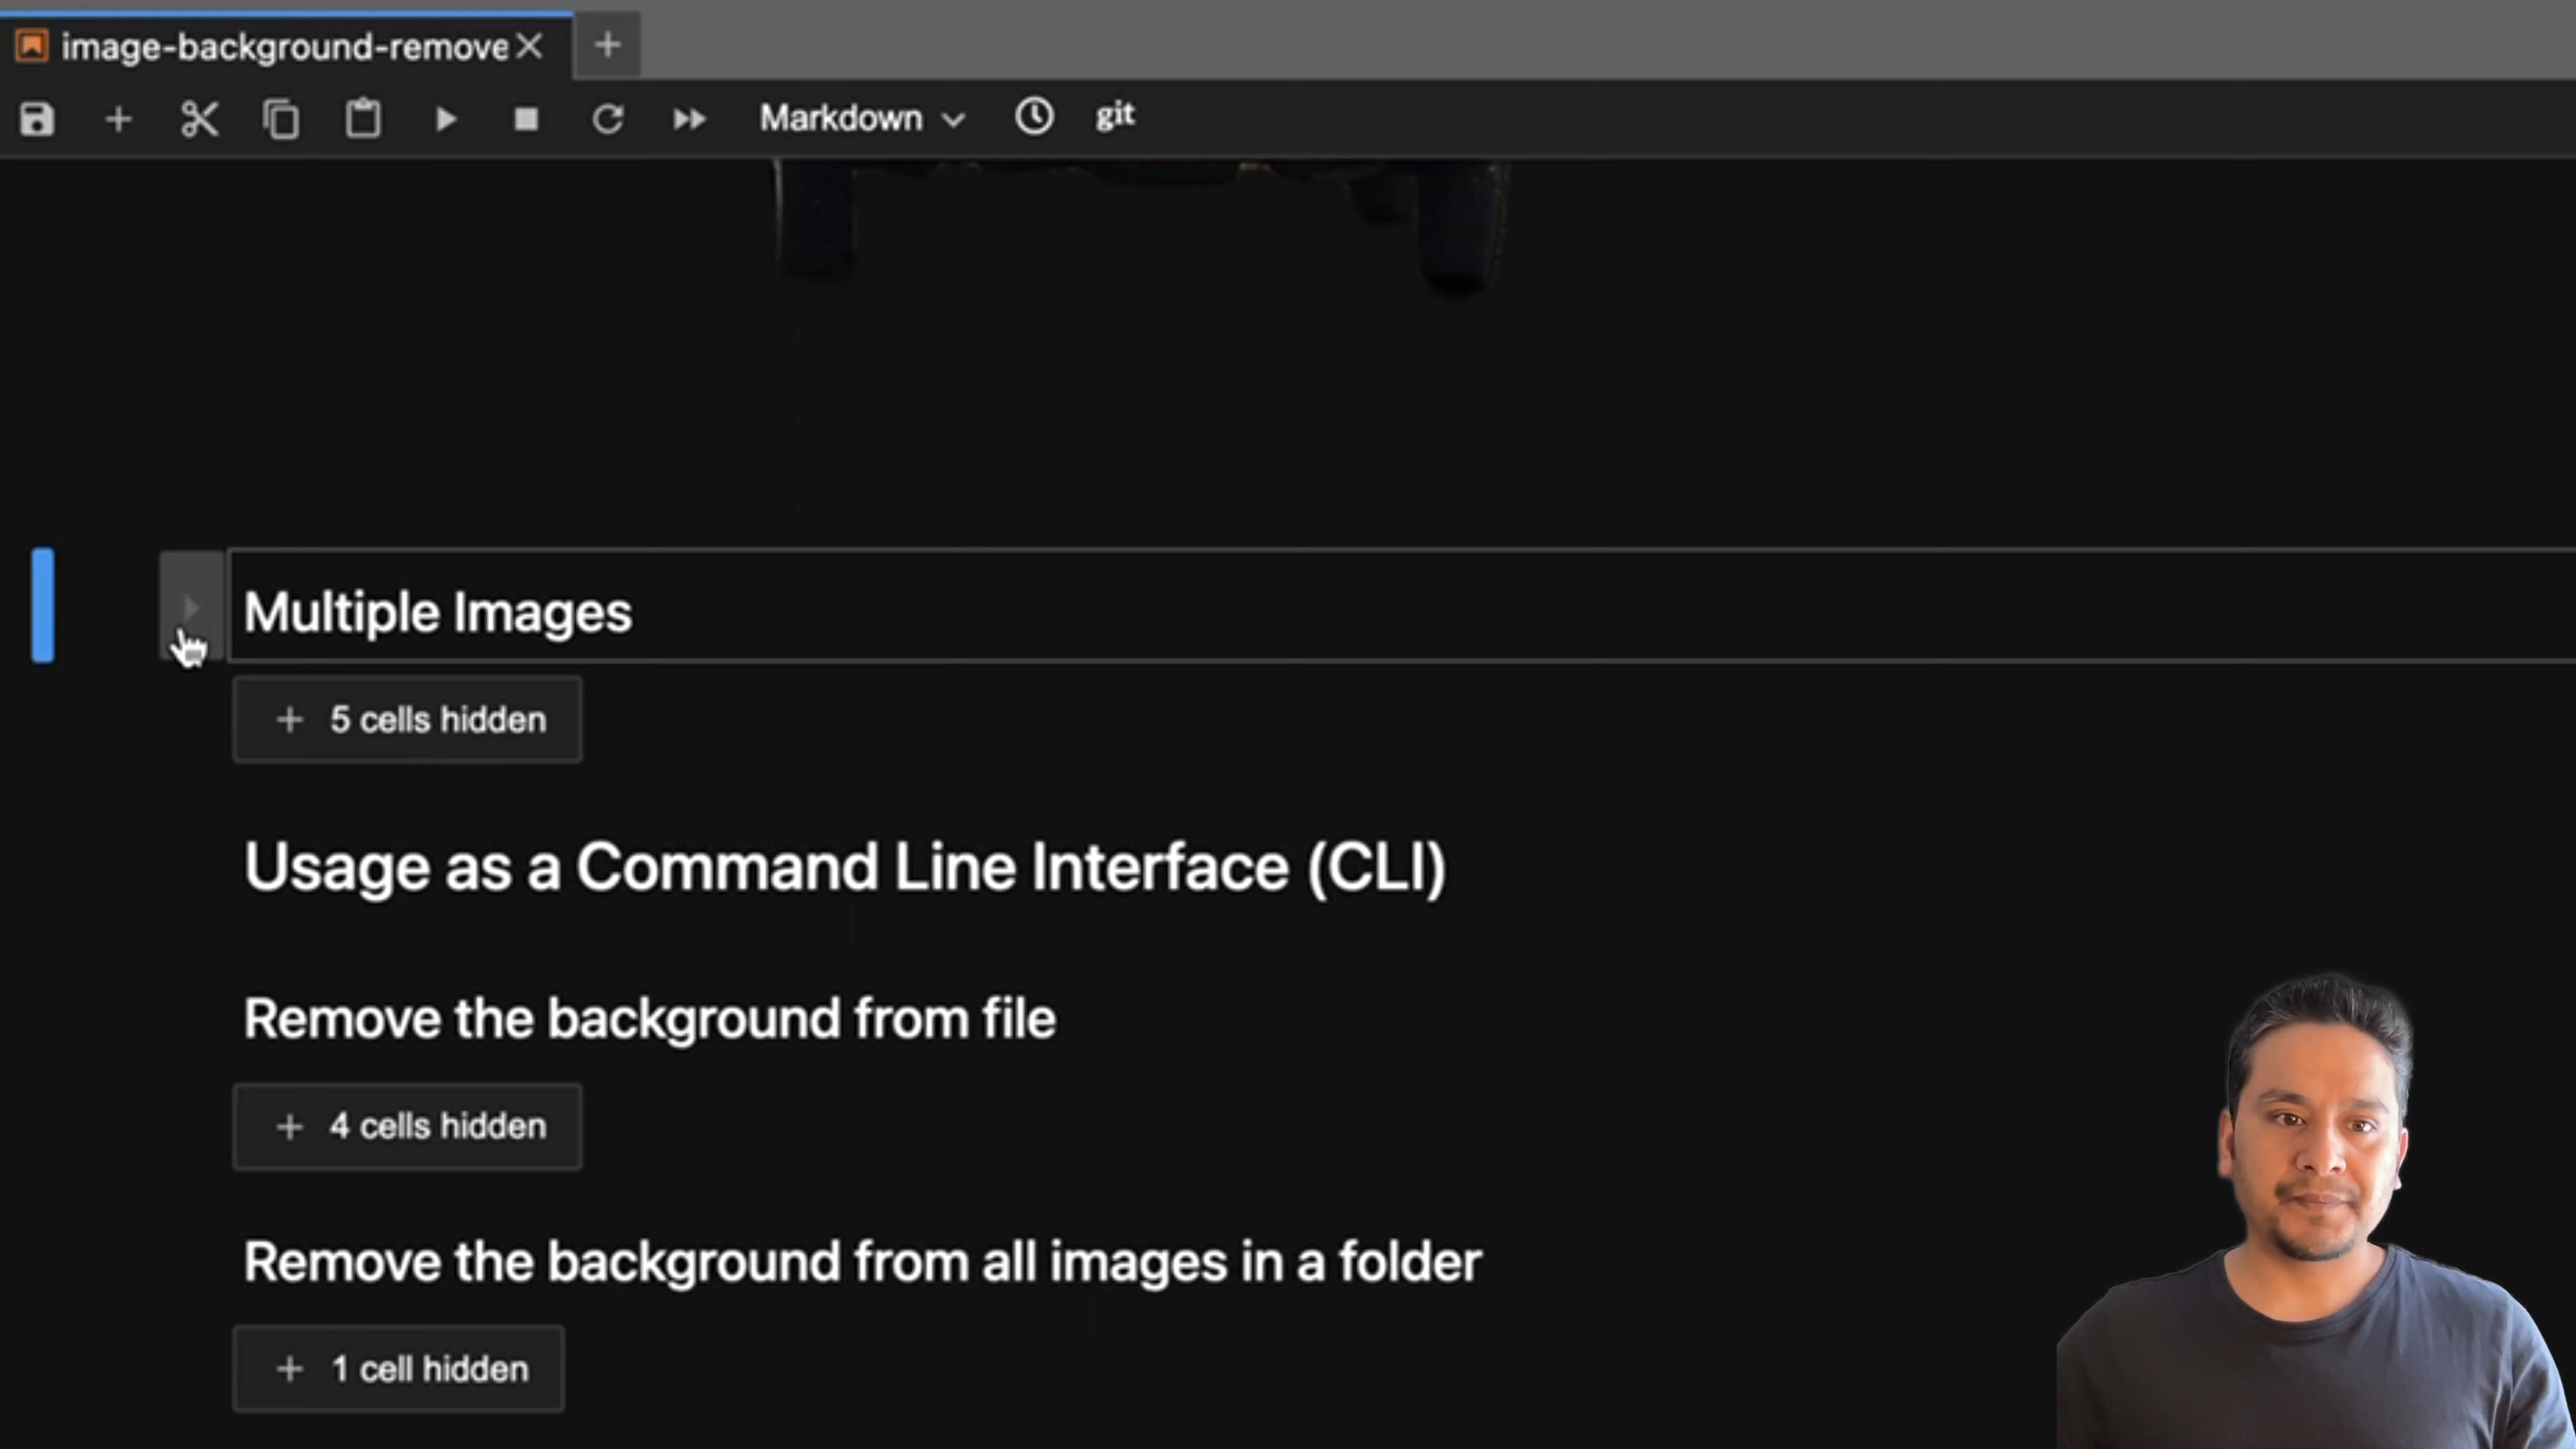 image-background-remove
Markdown
git
Multiple Images
5 cells hidden
Usage as a Command Line Interface (CLI)
Remove the background from file
4 cells hidden
Remove the background from all images in a folder
1 cell hidden